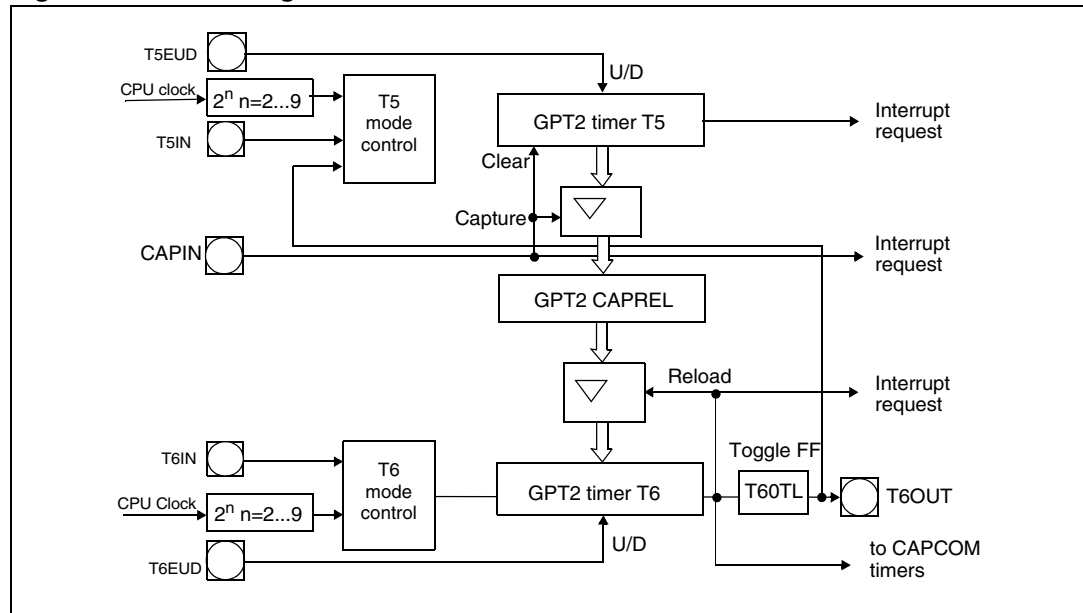 T5EUD
U/D
CPU clock
2ⁿ n=2...9
T5
mode
control
GPT2 timer T5
Interrupt
request
T5IN
Clear
Capture
CAPIN
Interrupt
request
GPT2 CAPREL
Reload
Interrupt
request
T6IN
T6
mode
control
Toggle FF
GPT2 timer T6
T60TL
T6OUT
CPU Clock
2ⁿ n=2...9
U/D
T6EUD
to CAPCOM
timers